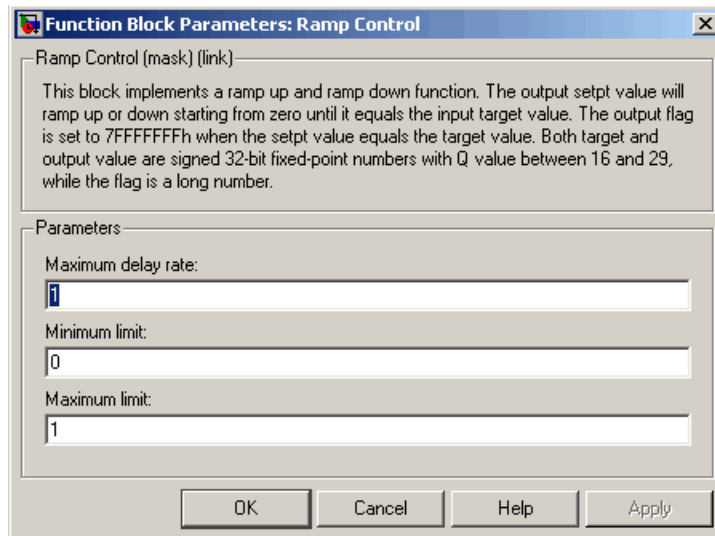 Function Block Parameters: Ramp Control
Ramp Control (mask) (link)
This block implements a ramp up and ramp down function. The output setpt value will
ramp up or down starting from zero until it equals the input target value. The output flag
is set to 7FFFFFFFh when the setpt value equals the target value. Both target and
output value are signed 32-bit fixed-point numbers with Q value between 16 and 29,
while the flag is a long number.
Parameters
Maximum delay rate:
1
Minimum limit:
0
Maximum limit:
1
OK Cancel Help Apply